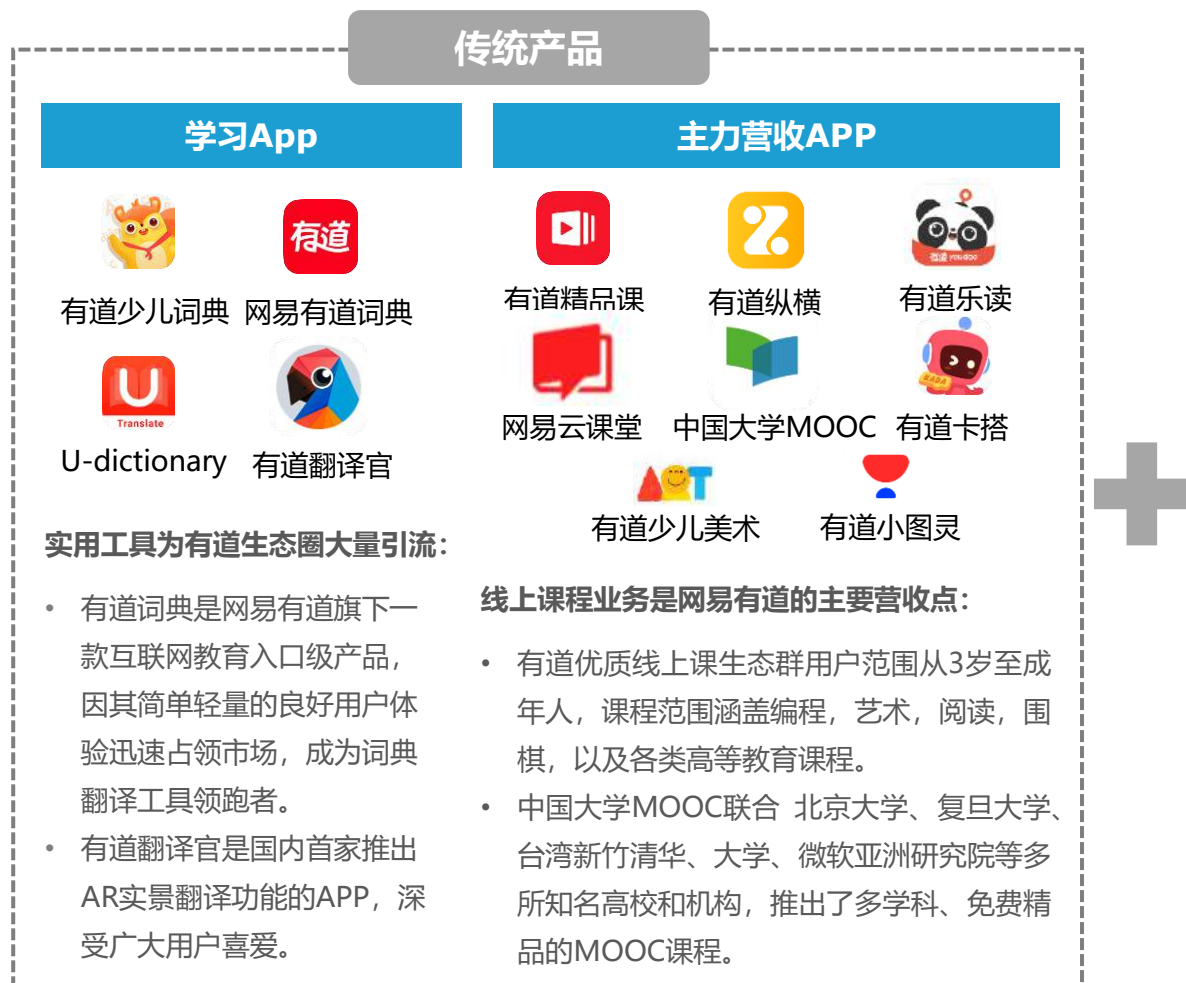 传统产品
学习App
有道
有道少儿词典 网易有道词典
U
Translate
U-dictionary 有道翻译官
实用工具为有道生态圈大量引流：
• 有道词典是网易有道旗下一
款互联网教育入口级产品，
因其简单轻量的良好用户体
验迅速占领市场，成为词典
翻译工具领跑者。
• 有道翻译官是国内首家推出
AR实景翻译功能的APP，深
受广大用户喜爱。
主力营收APP
有道 youdao
有道精品课 有道纵横 有道乐读
KADA
网易云课堂 中国大学MOOC 有道卡搭
ART
有道少儿美术 有道小图灵
线上课程业务是网易有道的主要营收点：
• 有道优质线上课生态群用户范围从3岁至成
年人，课程范围涵盖编程，艺术，阅读，围
棋，以及各类高等教育课程。
• 中国大学MOOC联合 北京大学、复旦大学、
台湾新竹清华、大学、微软亚洲研究院等多
所知名高校和机构，推出了多学科、免费精
品的MOOC课程。